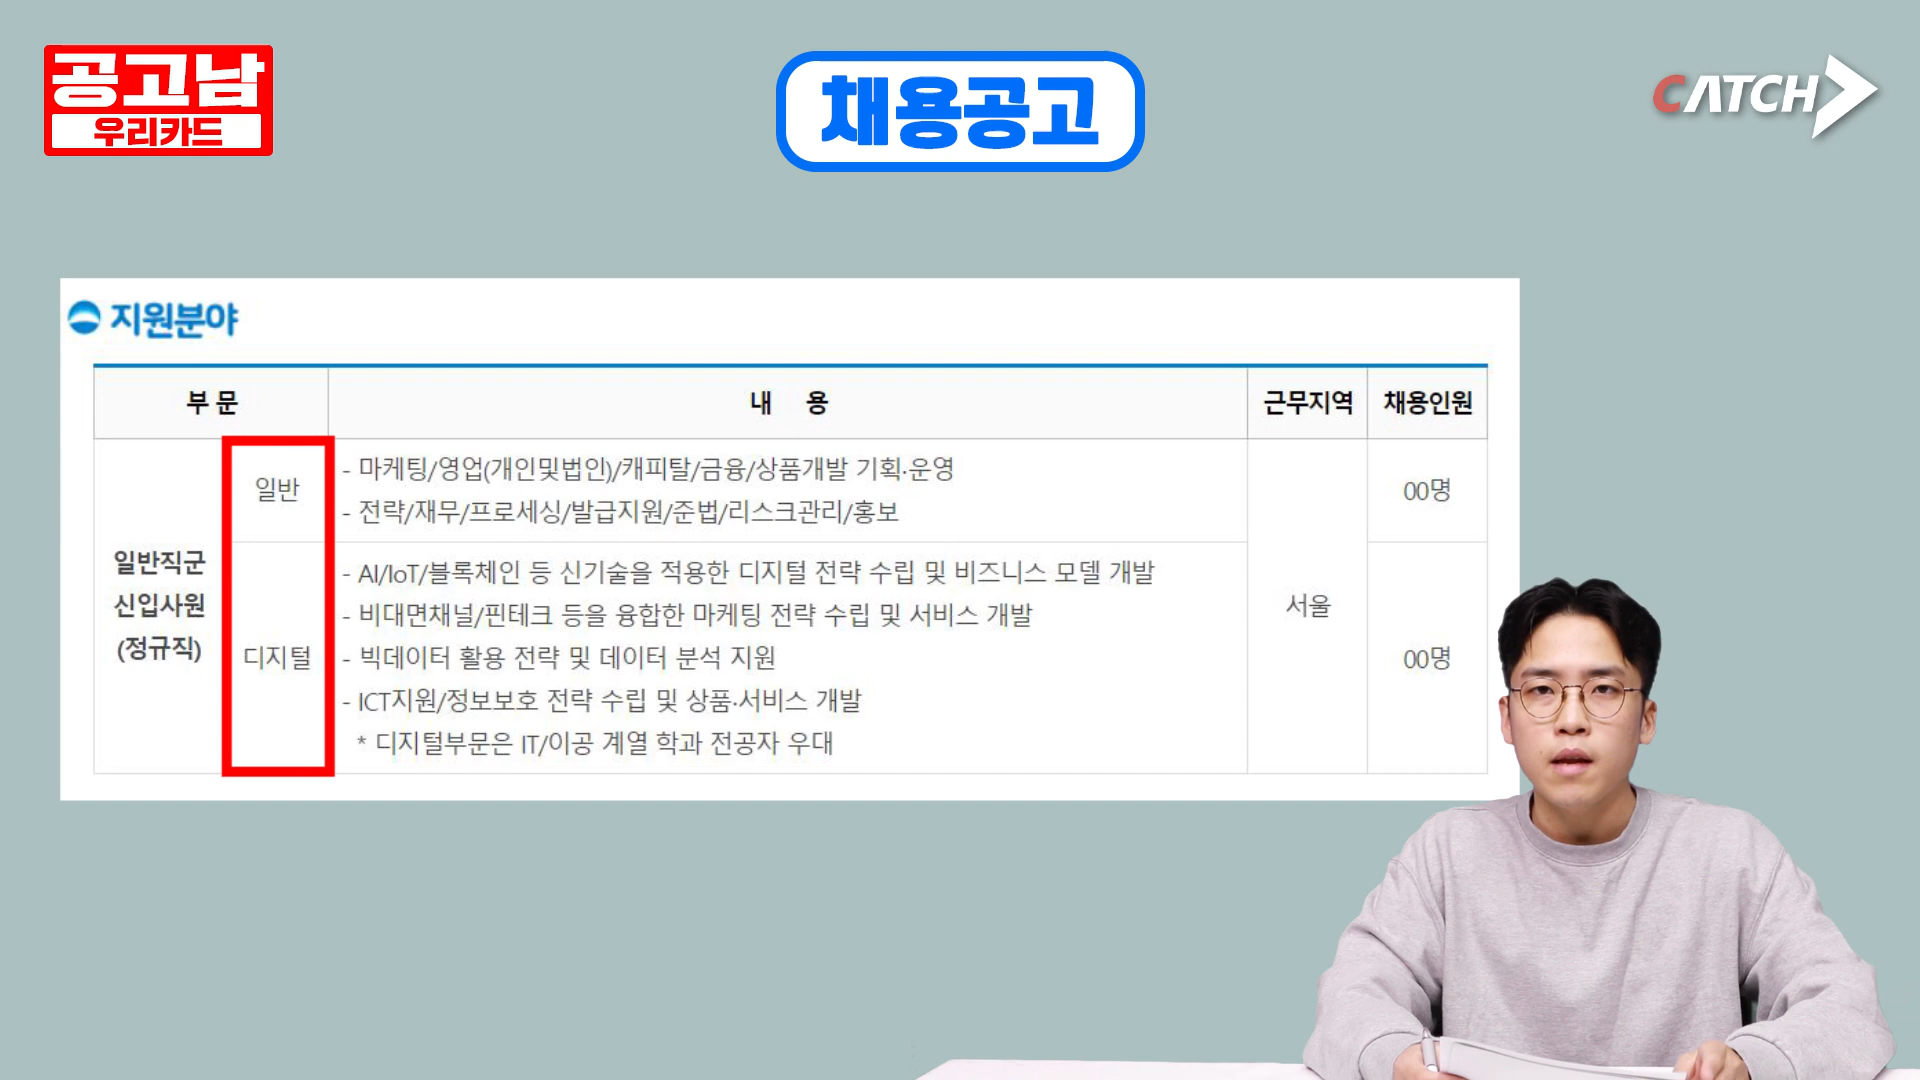 공고남
우리카드
채용공고
CATCH
지원분야
부 문
내 용
근무지역
채용인원
일반직군
신입사원
(정규직)
일반
- 마케팅/영업(개인및법인)/캐피탈/금융/상품개발 기획·운영
- 전략/재무/프로세싱/발급지원/준법/리스크관리/홍보
00명
디지털
- AI/IoT/블록체인 등 신기술을 적용한 디지털 전략 수립 및 비즈니스 모델 개발
- 비대면채널/핀테크 등을 융합한 마케팅 전략 수립 및 서비스 개발
- 빅데이터 활용 전략 및 데이터 분석 지원
- ICT지원/정보보호 전략 수립 및 상품·서비스 개발
* 디지털부문은 IT/이공 계열 학과 전공자 우대
서울
00명